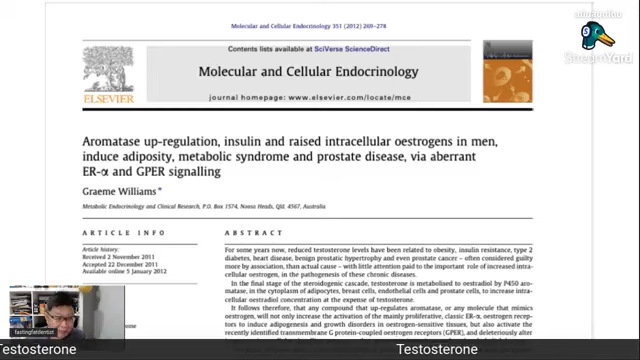 Molecular and Cellular Endocrinology 351 (2012) 269–278
Contents lists available at SciVerse ScienceDirect
Molecular and Cellular Endocrinology
journal homepage: www.elsevier.com/locate/mce
ELSEVIER
StreamYard
Aromatase up-regulation, insulin and raised intracellular oestrogens in men,
induce adiposity, metabolic syndrome and prostate disease, via aberrant
ER-α and GPER signalling
Graeme Williams *
Metabolic Endocrinology and Clinical Research, P.O. Box 1574, Noosa Heads, Qld. 4567, Australia
ARTICLE INFO
Article history:
Received 2 November 2011
Accepted 22 December 2011
Available online 5 January 2012
ABSTRACT
For some years now, reduced testosterone levels have been related to obesity, insulin resistance, type 2
diabetes, heart disease, benign prostatic hypertrophy and even prostate cancer – often considered guilty
more by association, than actual cause – with little attention paid to the important role of increased intra-
cellular oestrogen, in the pathogenesis of these chronic diseases.
In the final stage of the steroidogenic cascade, testosterone is metabolised to oestradiol by P450 aro-
matase, in the cytoplasm of adipocytes, breast cells, endothelial cells and prostate cells, to increase intra-
cellular oestradiol concentration at the expense of testosterone.
It follows therefore, that any compound that up-regulates aromatase, or any molecule that mimics
oestrogen, will not only increase the activation of the mainly proliferative, classic ER-α, oestrogen recep-
tors to induce adipogenesis and growth disorders in oestrogen-sensitive tissues, but also activate the
recently identified transmembrane G protein-coupled oestrogen receptors (GPER), and deleteriously alter
fastingfaldentist
Testosterone
Testosterone